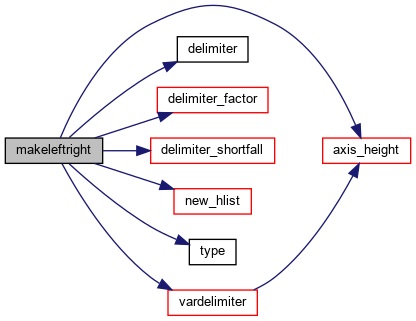 makeleftright
delimiter
delimiter_factor
delimiter_shortfall
axis_height
new_hlist
type
vardelimiter